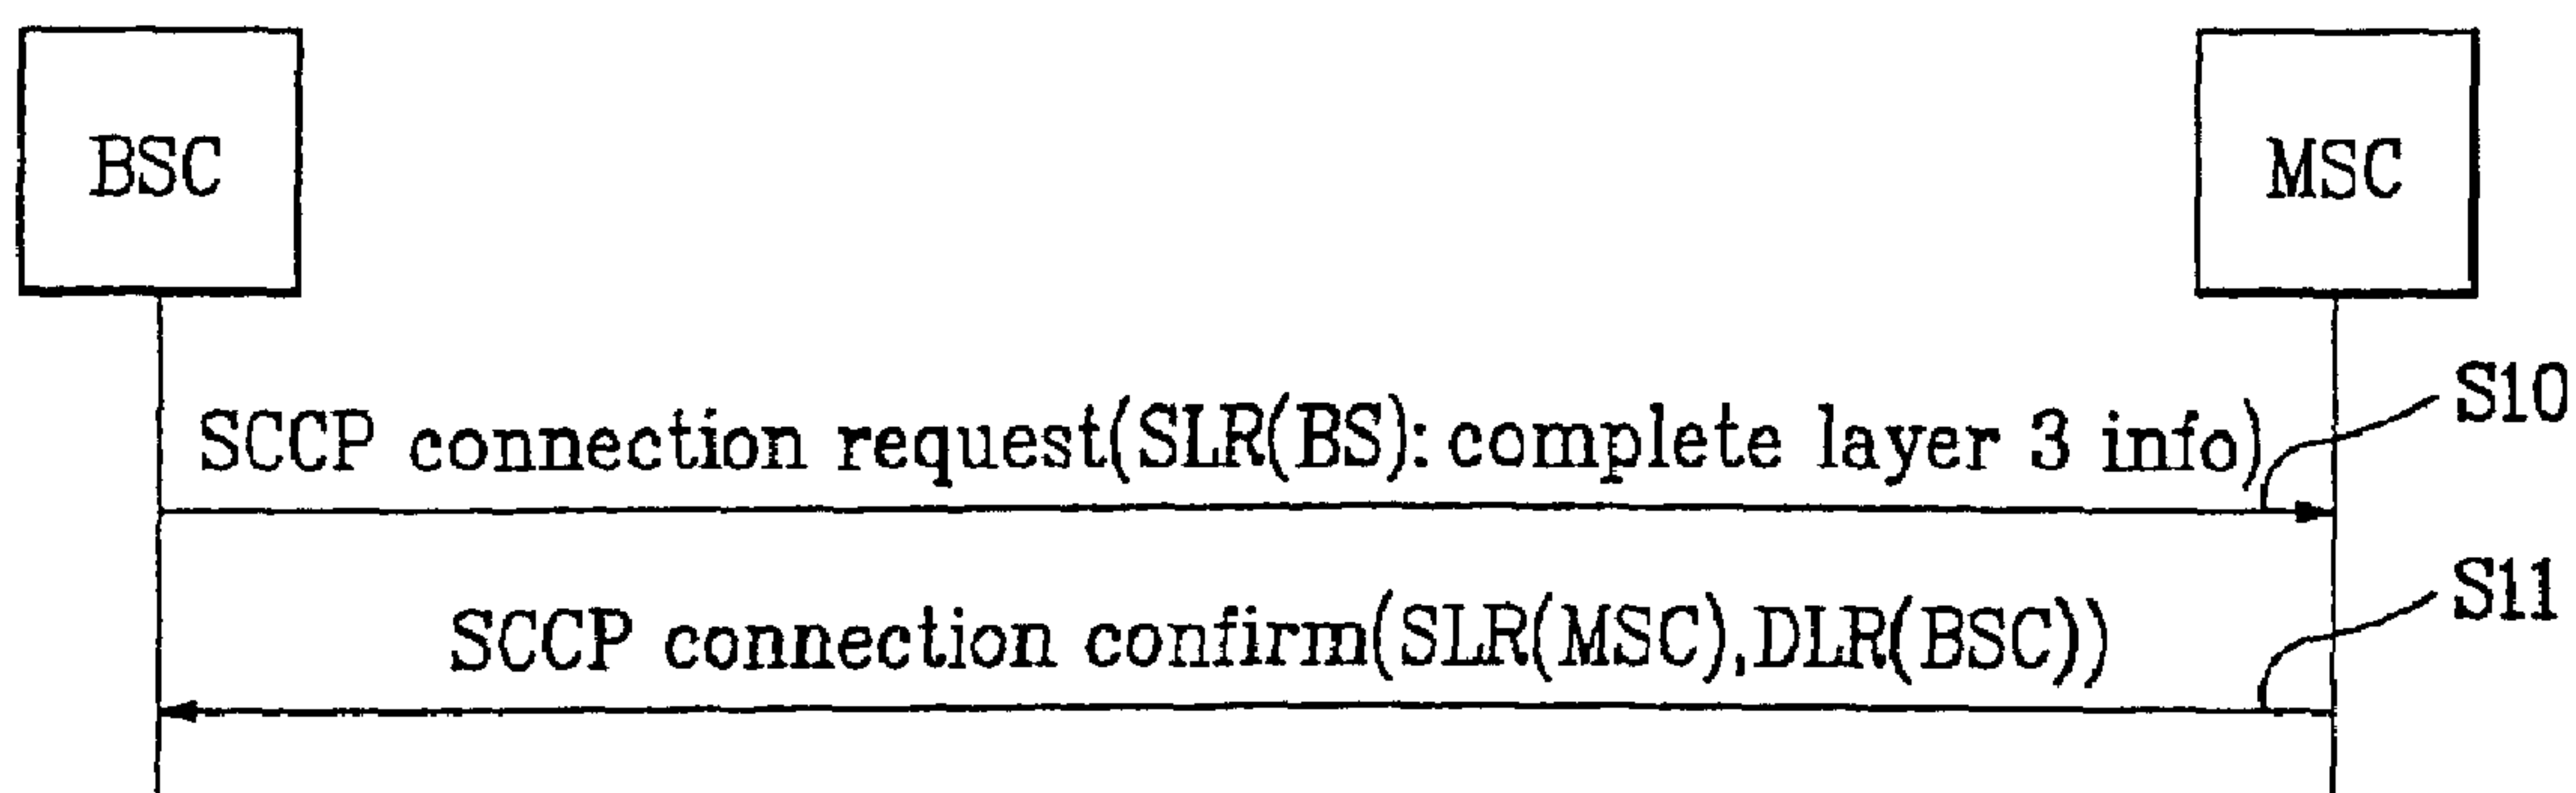 BSC
MSC
SCCP connection request(SLR(BS): complete layer 3 info)
S10
SCCP connection confirm(SLR(MSC),DLR(BSC))
S11